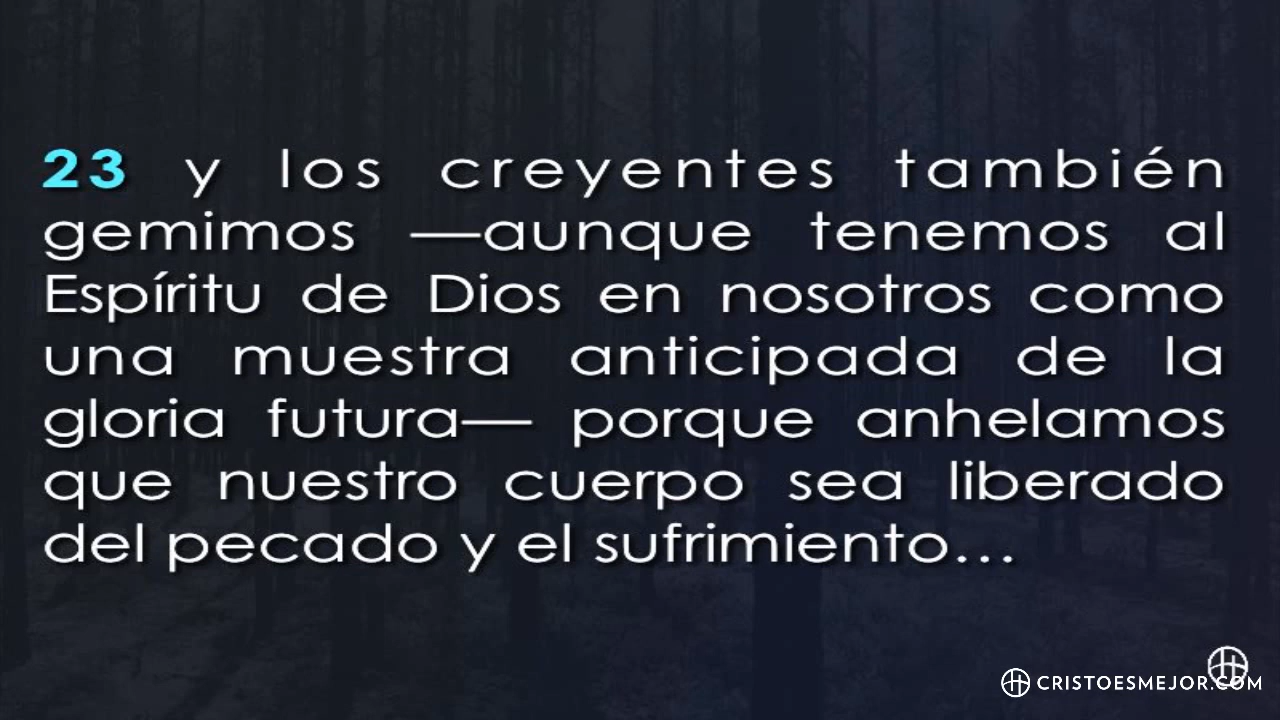 23 y los creyentes también
gemimos —aunque tenemos al
Espíritu de Dios en nosotros como
una muestra anticipada de la
gloria futura— porque anhelamos
que nuestro cuerpo sea liberado
del pecado y el sufrimiento...
CRISTOESMEJOR.COM